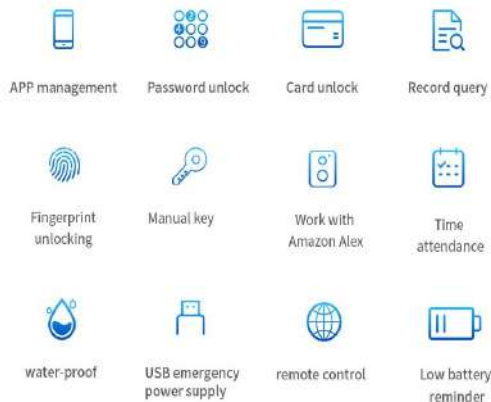 APP management
Password unlock
Card unlock
Record query
Fingerprint
unlocking
Manual key
Work with
Amazon Alex
Time
attendance
water-proof
USB emergency
power supply
remote control
Low battery
reminder